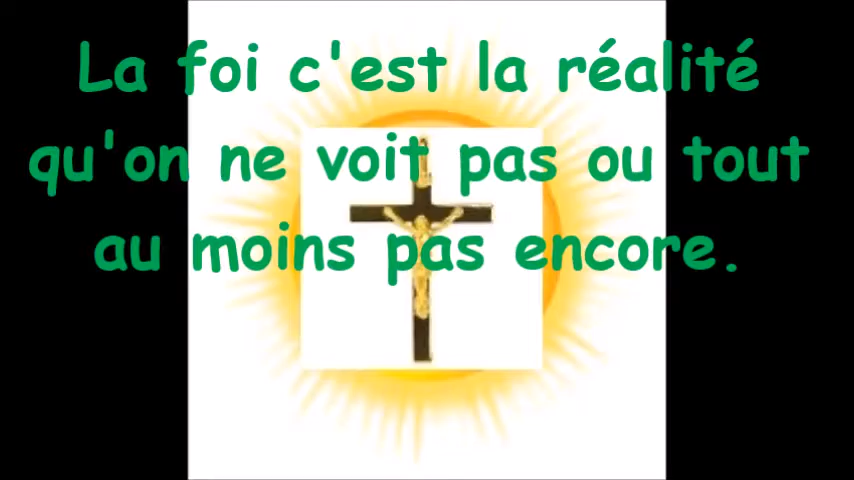 La foi c'est la réalité
qu'on ne voit pas ou tout
au moins pas encore.